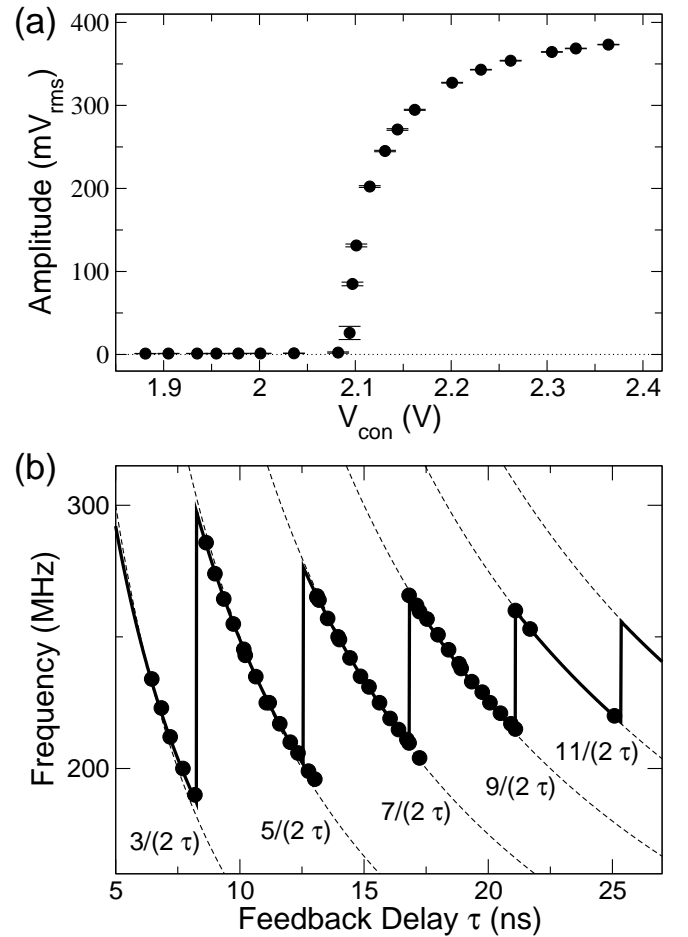 (a)
400
300
200
100
0
Amplitude (mVrms)
1.9 2 2.1 2.2 2.3 2.4
Vcon (V)
(b)
300
200
Frequency (MHz)
3/(2 τ) 5/(2 τ) 7/(2 τ) 9/(2 τ) 11/(2 τ)
5 10 15 20 25
Feedback Delay τ (ns)